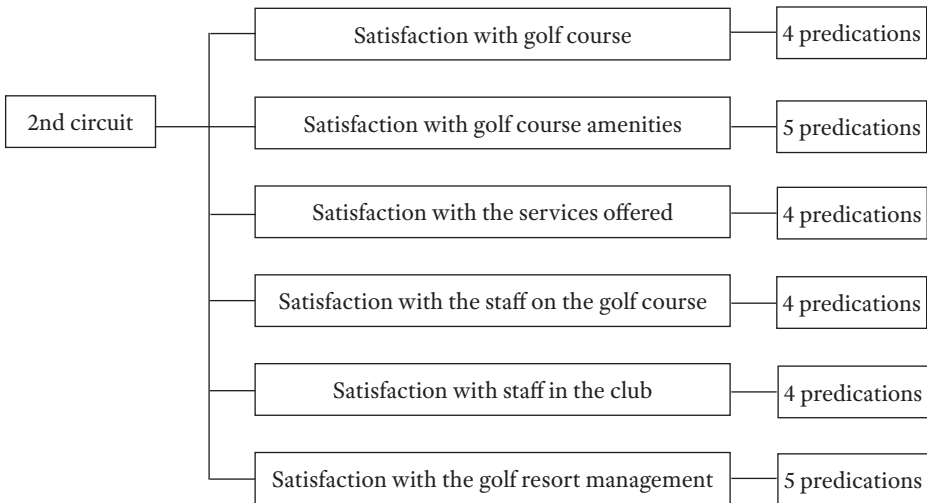 Satisfaction with golf course
4 predications
2nd circuit
Satisfaction with golf course amenities
5 predications
Satisfaction with the services offered
4 predications
Satisfaction with the staff on the golf course
4 predications
Satisfaction with staff in the club
4 predications
Satisfaction with the golf resort management
5 predications